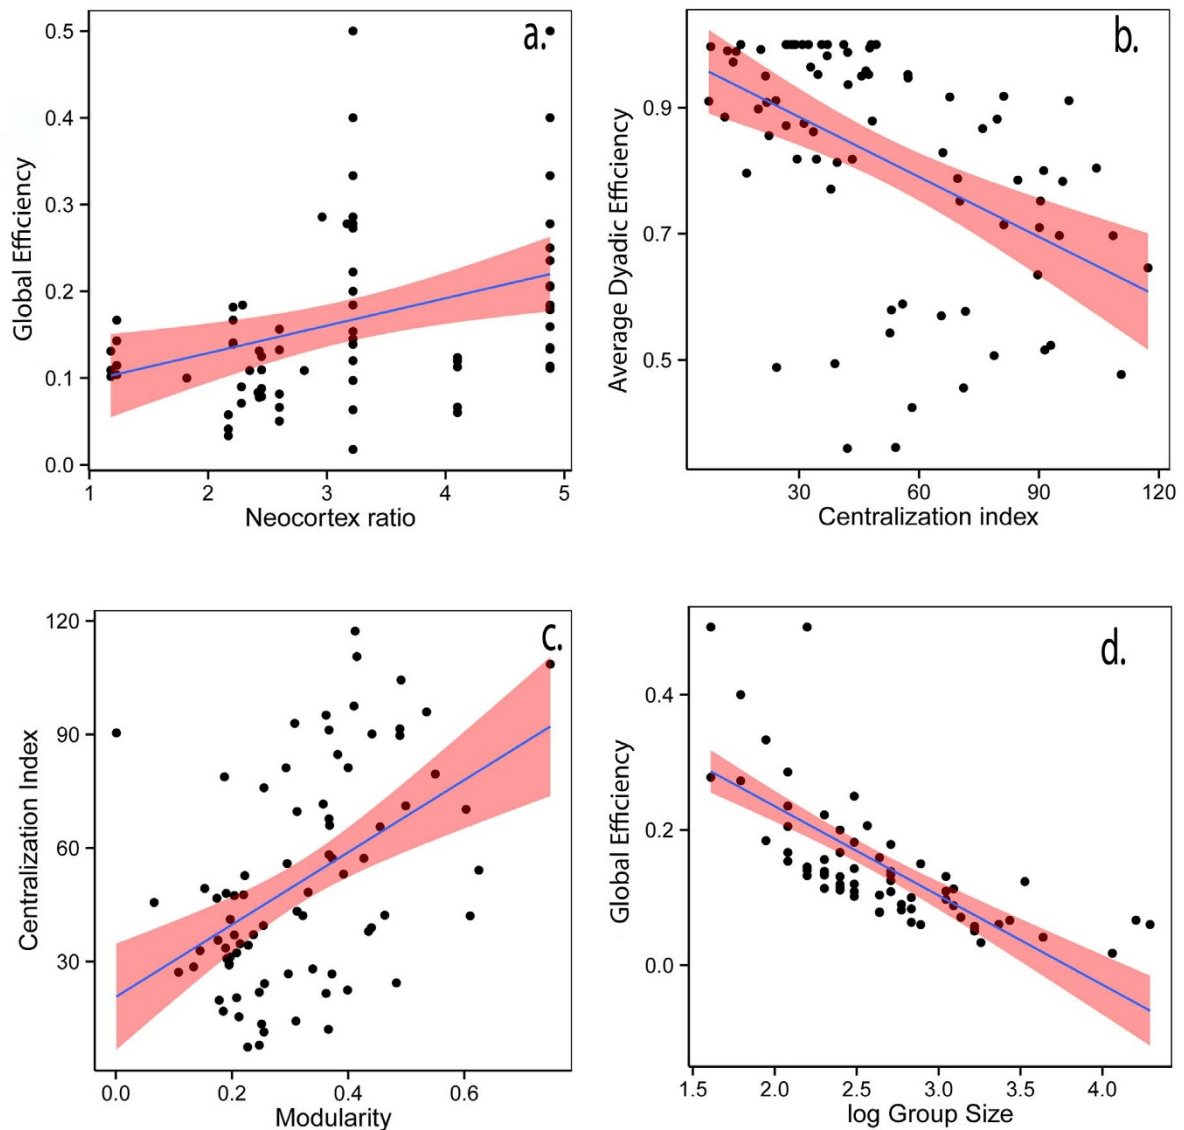 a.
0.5
0.4
0.3
0.2
0.1
0.0
Global Efficiency
1 2 3 4 5
Neocortex ratio
b.
0.9
0.7
0.5
Average Dyadic Efficiency
30 60 90 120
Centralization index
c.
120
90
60
30
Centralization Index
0.0 0.2 0.4 0.6
Modularity
d.
0.4
0.2
0.0
Global Efficiency
1.5 2.0 2.5 3.0 3.5 4.0
log Group Size